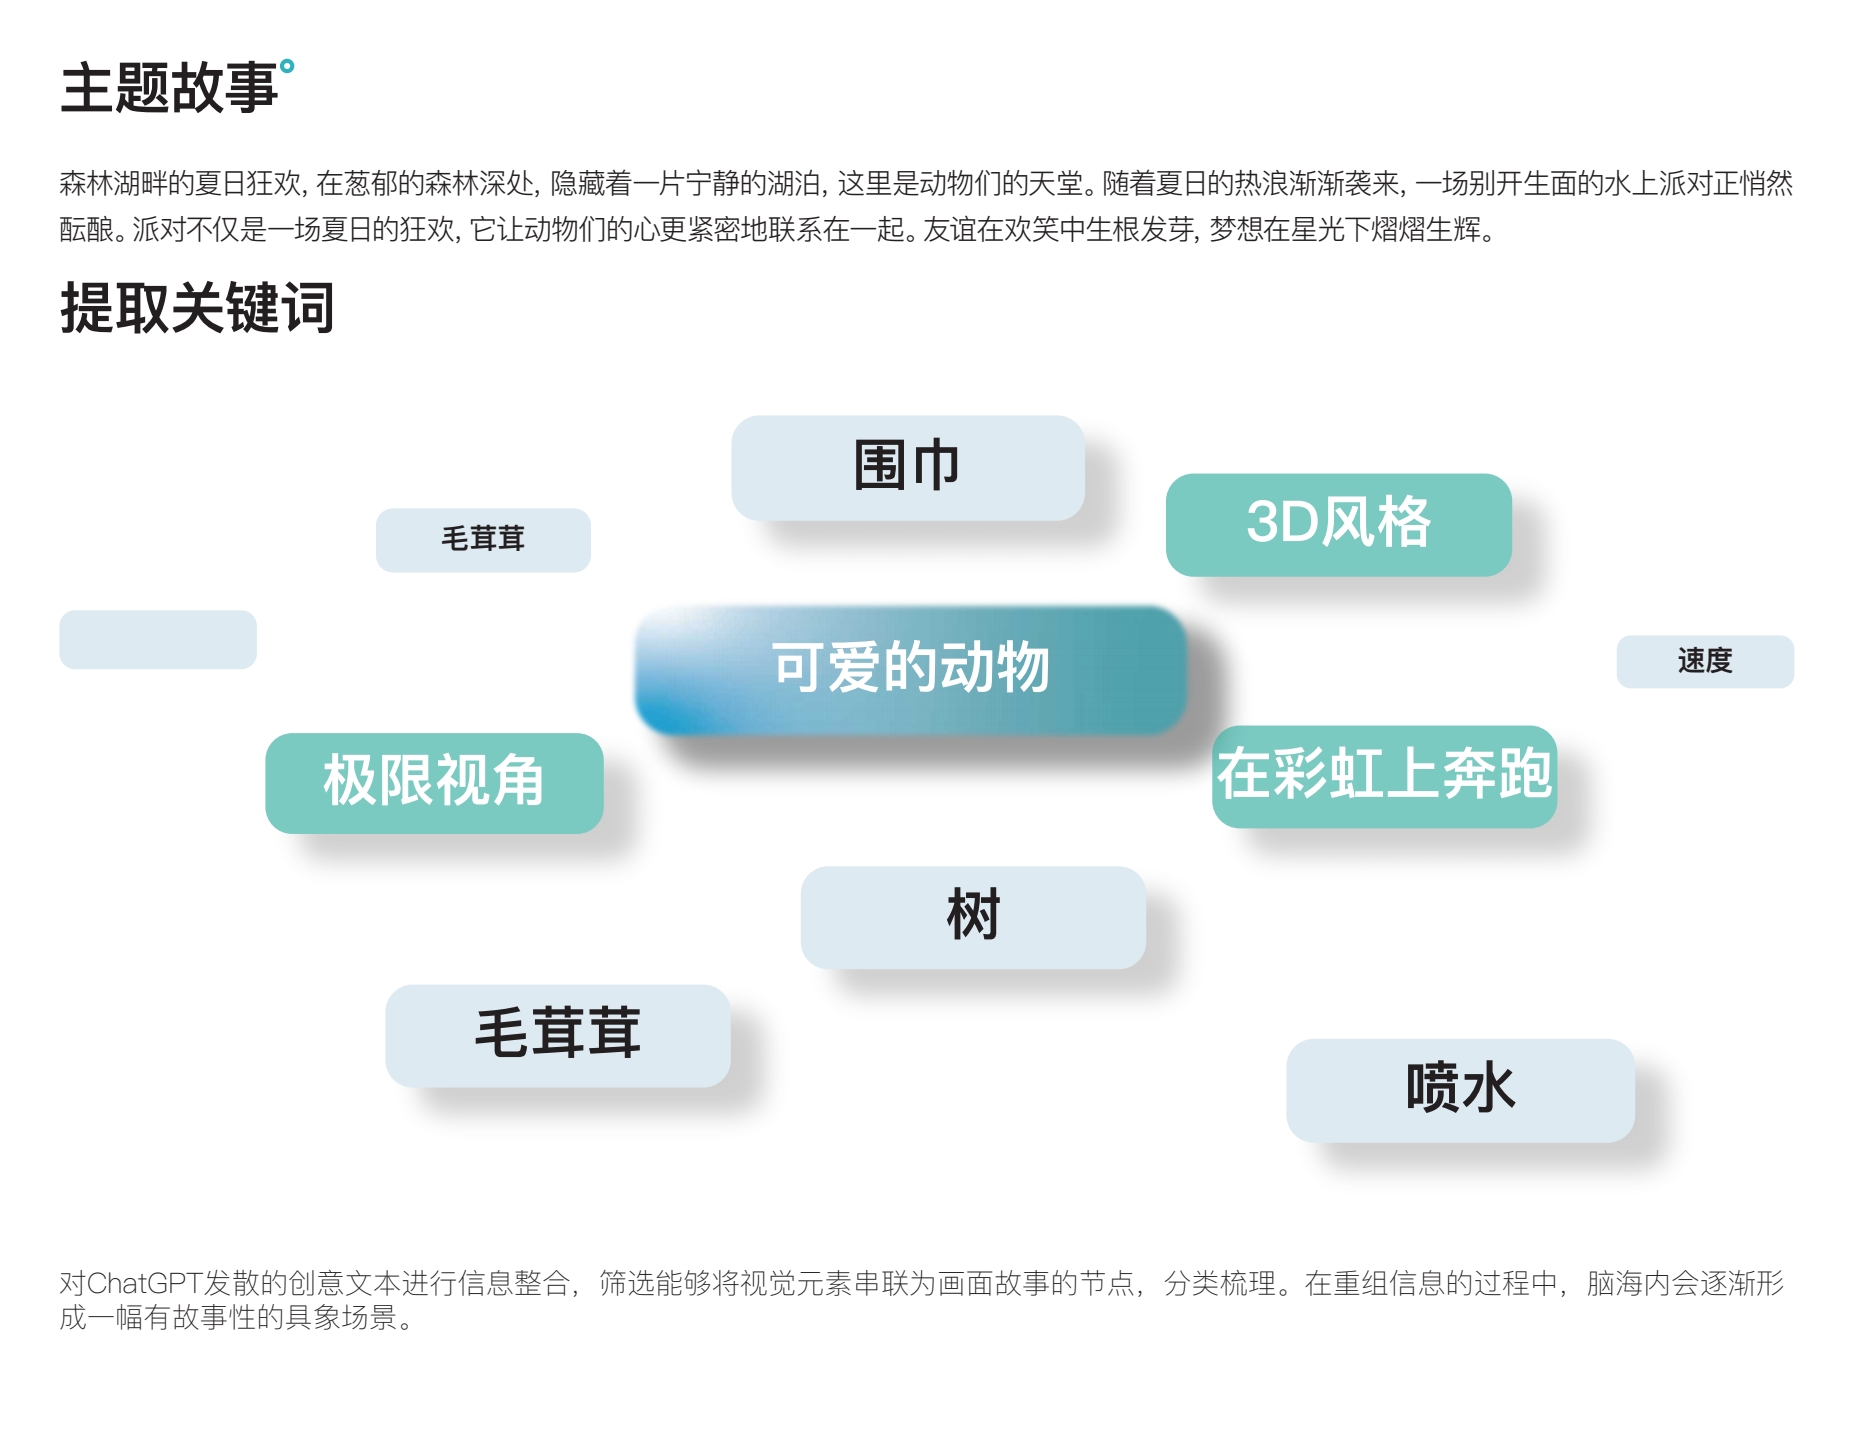 主题故事°
森林湖畔的夏日狂欢, 在葱郁的森林深处, 隐藏着一片宁静的湖泊, 这里是动物们的天堂。随着夏日的热浪渐渐袭来, 一场别开生面的水上派对正悄然
酝酿。派对不仅是一场夏日的狂欢, 它让动物们的心更紧密地联系在一起。友谊在欢笑中生根发芽, 梦想在星光下熠熠生辉。
提取关键词
围巾
3D风格
毛茸茸
可爱的动物
速度
极限视角
在彩虹上奔跑
树
毛茸茸
喷水
对ChatGPT发散的创意文本进行信息整合，筛选能够将视觉元素串联为画面故事的节点，分类梳理。在重组信息的过程中，脑海内会逐渐形
成一幅有故事性的具象场景。